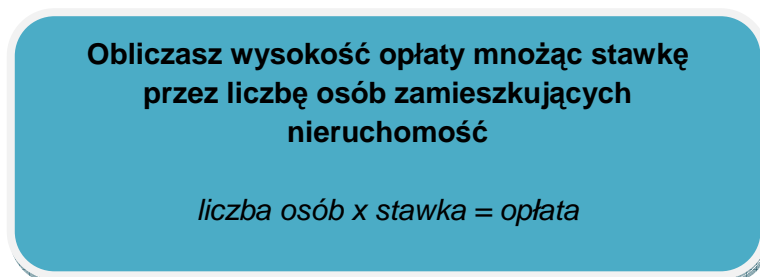 Obliczasz wysokość opłaty mnożąc stawkę
przez liczbę osób zamieszkujących
nieruchomość
liczba osób x stawka = opłata